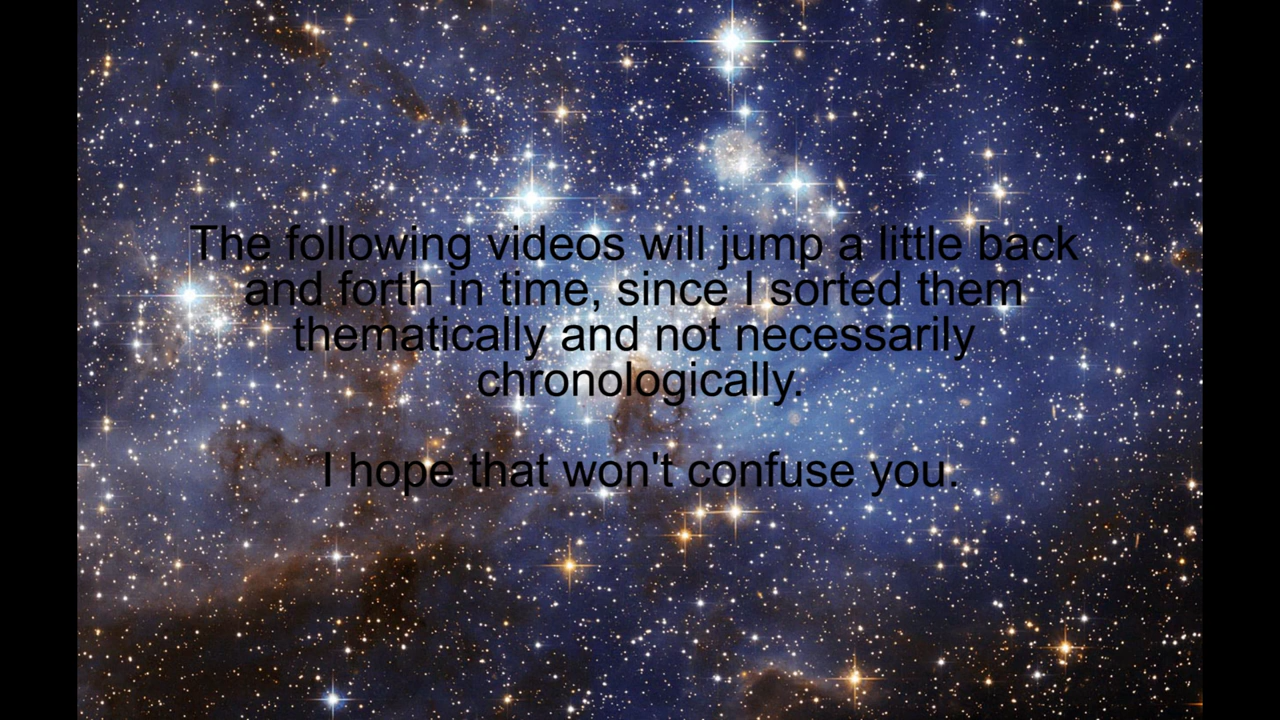 The following videos will jump a little back
and forth in time, since I sorted them
thematically and not necessarily
chronologically.
I hope that won't confuse you.